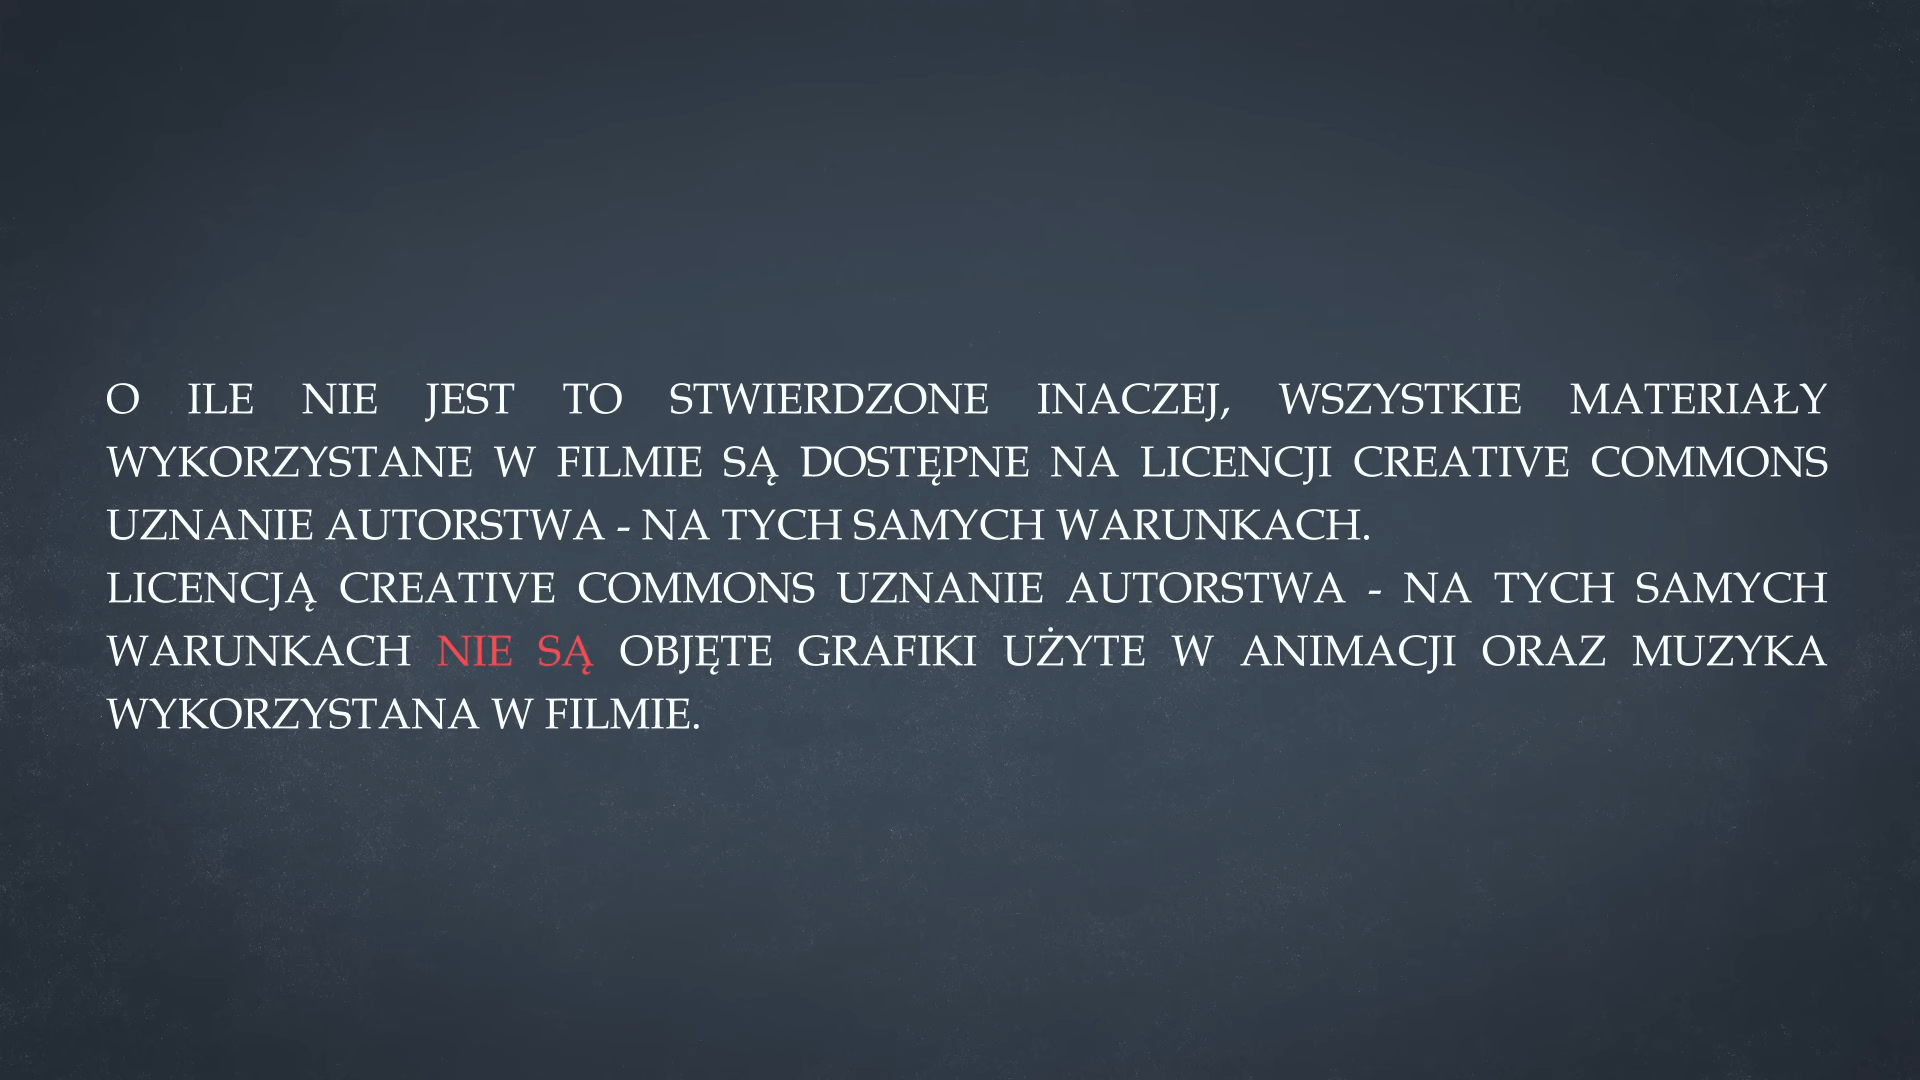 O ILE NIE JEST TO STWIERDZONE INACZEJ, WSZYSTKIE MATERIAŁY
WYKORZYSTANE W FILMIE SĄ DOSTĘPNE NA LICENCJI CREATIVE COMMONS
UZNANIE AUTORSTWA - NA TYCH SAMYCH WARUNKACH.
LICENCJĄ CREATIVE COMMONS UZNANIE AUTORSTWA - NA TYCH SAMYCH
WARUNKACH NIE SĄ OBJĘTE GRAFIKI UŻYTE W ANIMACJI ORAZ MUZYKA
WYKORZYSTANA W FILMIE.